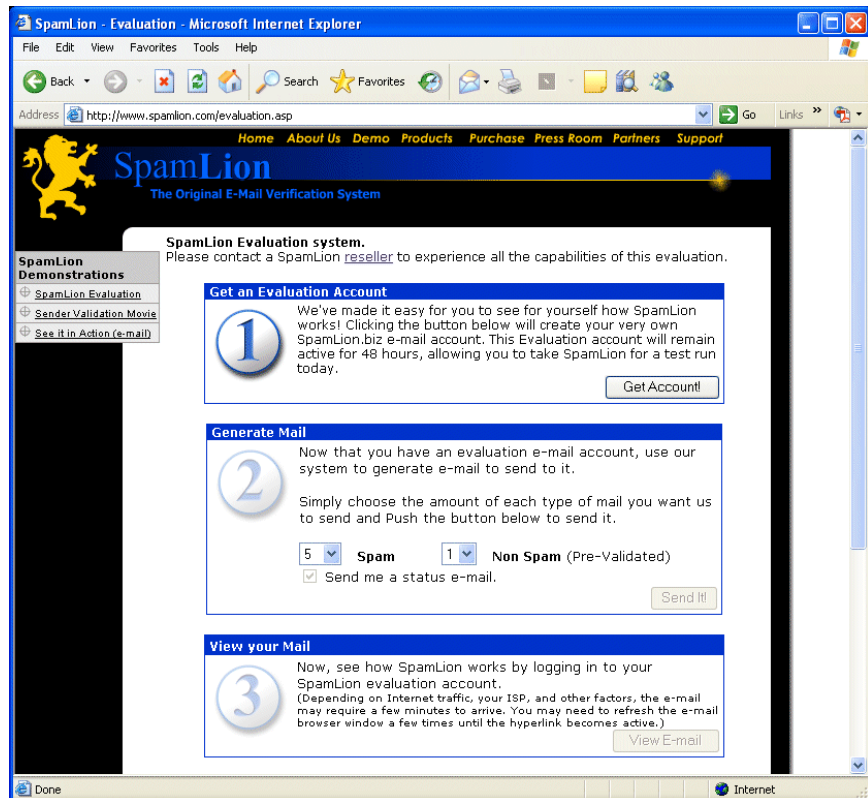 SpamLion - Evaluation - Microsoft Internet Explorer
File Edit View Favorites Tools Help
Back Search Favorites
Address http://www.spamlion.com/evaluation.asp Go Links »
Home About Us Demo Products Purchase Press Room Partners Support
SpamLion
The Original E-Mail Verification System
SpamLion Evaluation system.
Please contact a SpamLion reseller to experience all the capabilities of this evaluation.
SpamLion
Demonstrations
SpamLion Evaluation
Sender Validation Movie
See it in Action (e-mail)
Get an Evaluation Account
1
We've made it easy for you to see for yourself how SpamLion
works! Clicking the button below will create your very own
SpamLion.biz e-mail account. This Evaluation account will remain
active for 48 hours, allowing you to take SpamLion for a test run
today.
Get Account!
Generate Mail
2
Now that you have an evaluation e-mail account, use our
system to generate e-mail to send to it.
Simply choose the amount of each type of mail you want us
to send and Push the button below to send it.
5 Spam 1 Non Spam (Pre-Validated)
Send me a status e-mail.
Send It!
View your Mail
3
Now, see how SpamLion works by logging in to your
SpamLion evaluation account.
(Depending on Internet traffic, your ISP, and other factors, the e-mail
may require a few minutes to arrive. You may need to refresh the e-mail
browser window a few times until the hyperlink becomes active.)
View E-mail
Done Internet